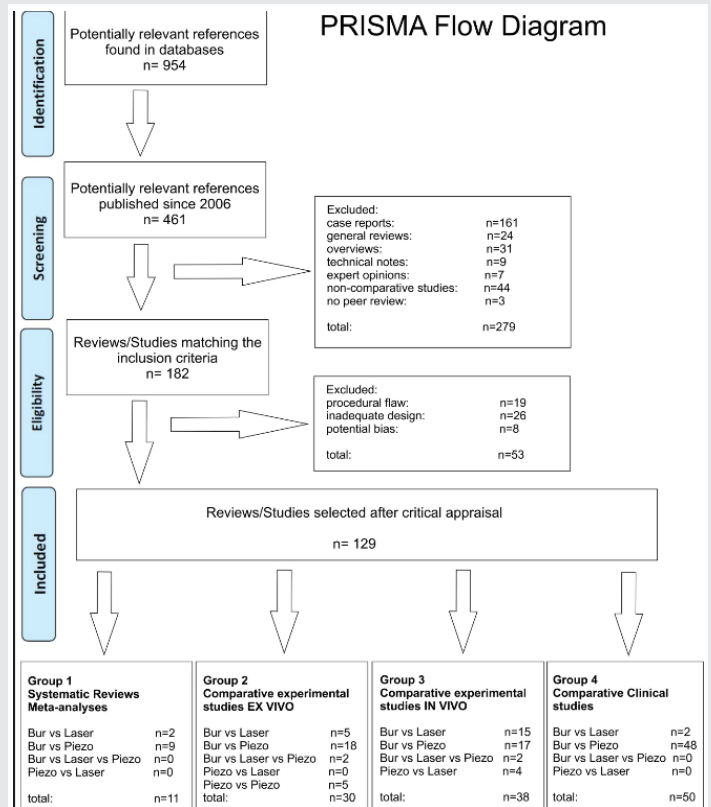 PRISMA Flow Diagram
Identification
Potentially relevant references
found in databases
n= 954
Screening
Potentially relevant references
published since 2006
n= 461
Excluded:
case reports: n=161
general reviews: n=24
overviews: n=31
technical notes: n=9
expert opinions: n=7
non-comparative studies: n=44
no peer review: n=3
total: n=279
Eligibility
Reviews/Studies matching the
inclusion criteria
n= 182
Excluded:
procedural flaw: n=19
inadequate design: n=26
potential bias: n=8
total: n=53
Included
Reviews/Studies selected after critical appraisal
n= 129
Group 1
Systematic Reviews
Meta-analyses
Bur vs Laser n=2
Bur vs Piezo n=9
Bur vs Laser vs Piezo n=0
Piezo vs Laser n=0
total: n=11
Group 2
Comparative experimental
studies EX VIVO
Bur vs Laser n=5
Bur vs Piezo n=18
Bur vs Laser vs Piezo n=2
Piezo vs Laser n=0
Piezo vs Piezo n=5
total: n=30
Group 3
Comparative experimental
studies IN VIVO
Bur vs Laser n=15
Bur vs Piezo n=17
Bur vs Laser vs Piezo n=2
Piezo vs Laser n=4
total: n=38
Group 4
Comparative Clinical
studies
Bur vs Laser n=2
Bur vs Piezo n=48
Bur vs Laser vs Piezo n=0
Piezo vs Laser n=0
total: n=50